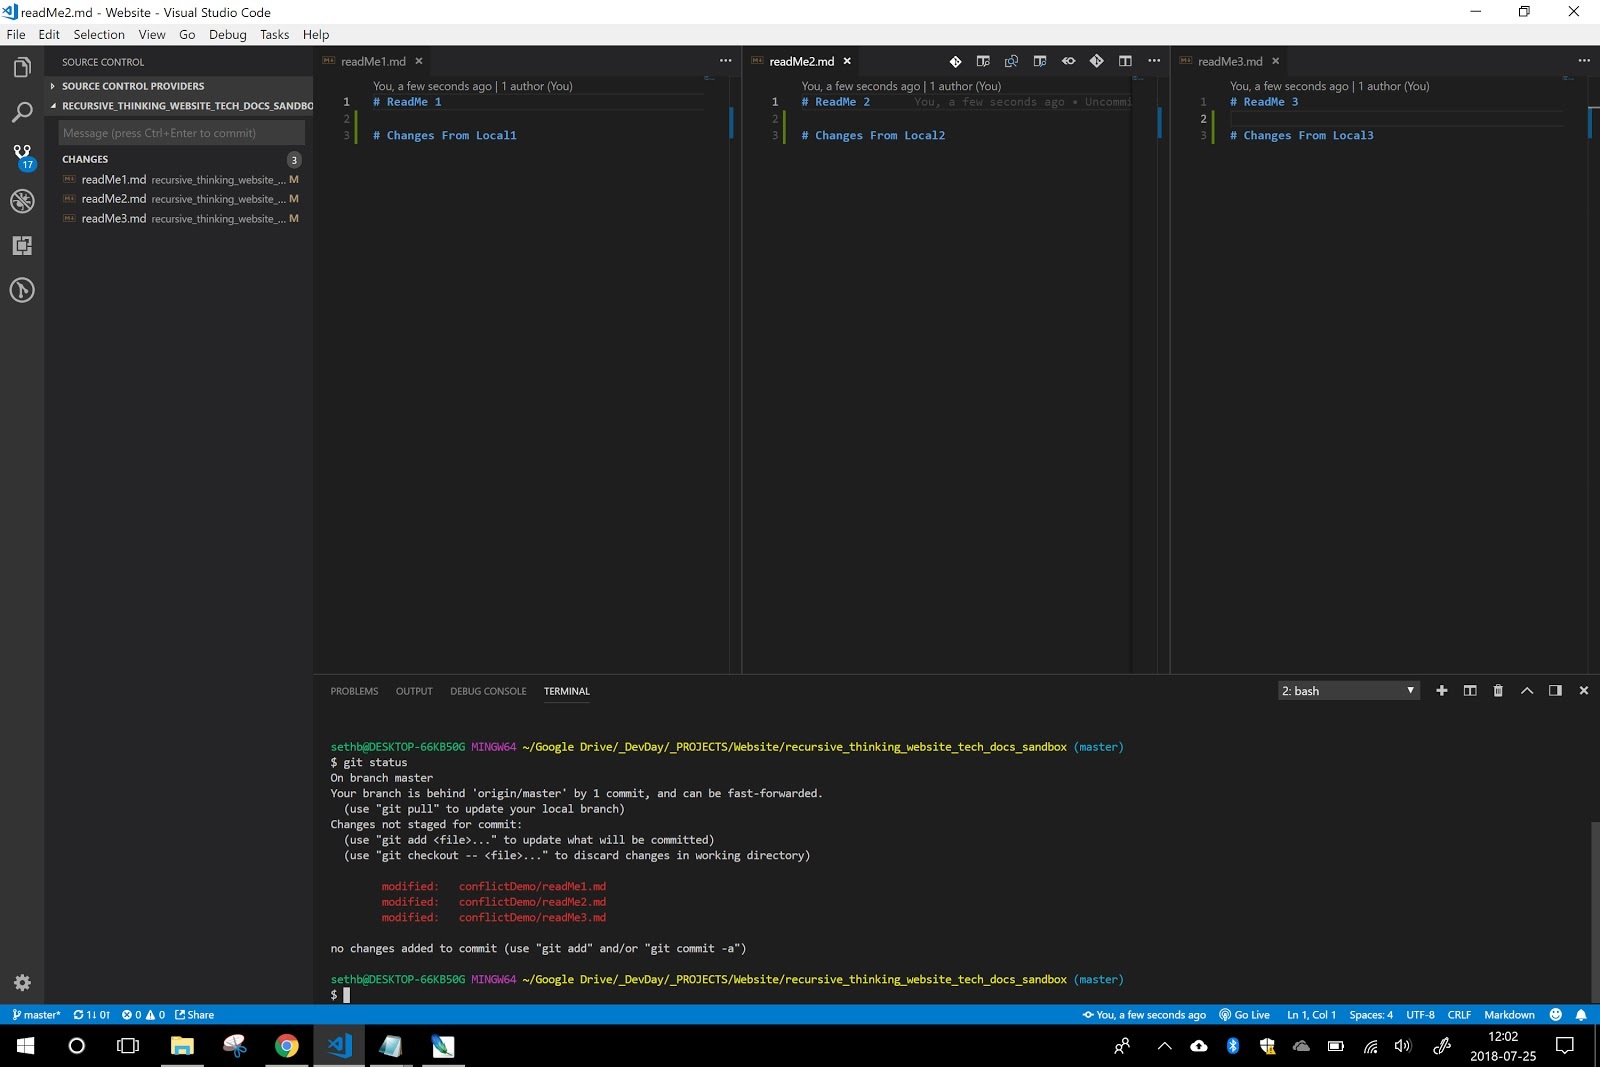 readMe2.md - Website - Visual Studio Code
File Edit Selection View Go Debug Tasks Help
SOURCE CONTROL
SOURCE CONTROL PROVIDERS
RECURSIVE_THINKING_WEBSITE_TECH_DOCS_SANDBO
Message (press Ctrl+Enter to commit)
CHANGES 3
readMe1.md recursive_thinking_website_... M
readMe2.md recursive_thinking_website_... M
readMe3.md recursive_thinking_website_... M
17
readMe1.md
You, a few seconds ago | 1 author (You)
1 # ReadMe 1
2
3 # Changes From Local1
readMe2.md
You, a few seconds ago | 1 author (You)
1 # ReadMe 2 You, a few seconds ago • Uncommi
2
3 # Changes From Local2
readMe3.md
You, a few seconds ago | 1 author (You)
1 # ReadMe 3
2
3 # Changes From Local3
PROBLEMS OUTPUT DEBUG CONSOLE TERMINAL
2: bash
sethb@DESKTOP-66KB50G MINGW64 ~/Google Drive/_DevDay/_PROJECTS/Website/recursive_thinking_website_tech_docs_sandbox (master)
$ git status
On branch master
Your branch is behind 'origin/master' by 1 commit, and can be fast-forwarded.
(use "git pull" to update your local branch)
Changes not staged for commit:
(use "git add <file>..." to update what will be committed)
(use "git checkout -- <file>..." to discard changes in working directory)
modified: conflictDemo/readMe1.md
modified: conflictDemo/readMe2.md
modified: conflictDemo/readMe3.md
no changes added to commit (use "git add" and/or "git commit -a")
sethb@DESKTOP-66KB50G MINGW64 ~/Google Drive/_DevDay/_PROJECTS/Website/recursive_thinking_website_tech_docs_sandbox (master)
$
master* 1↓ 0↑ 0 0 Share
You, a few seconds ago Go Live Ln 1, Col 1 Spaces: 4 UTF-8 CRLF Markdown
12:02
2018-07-25